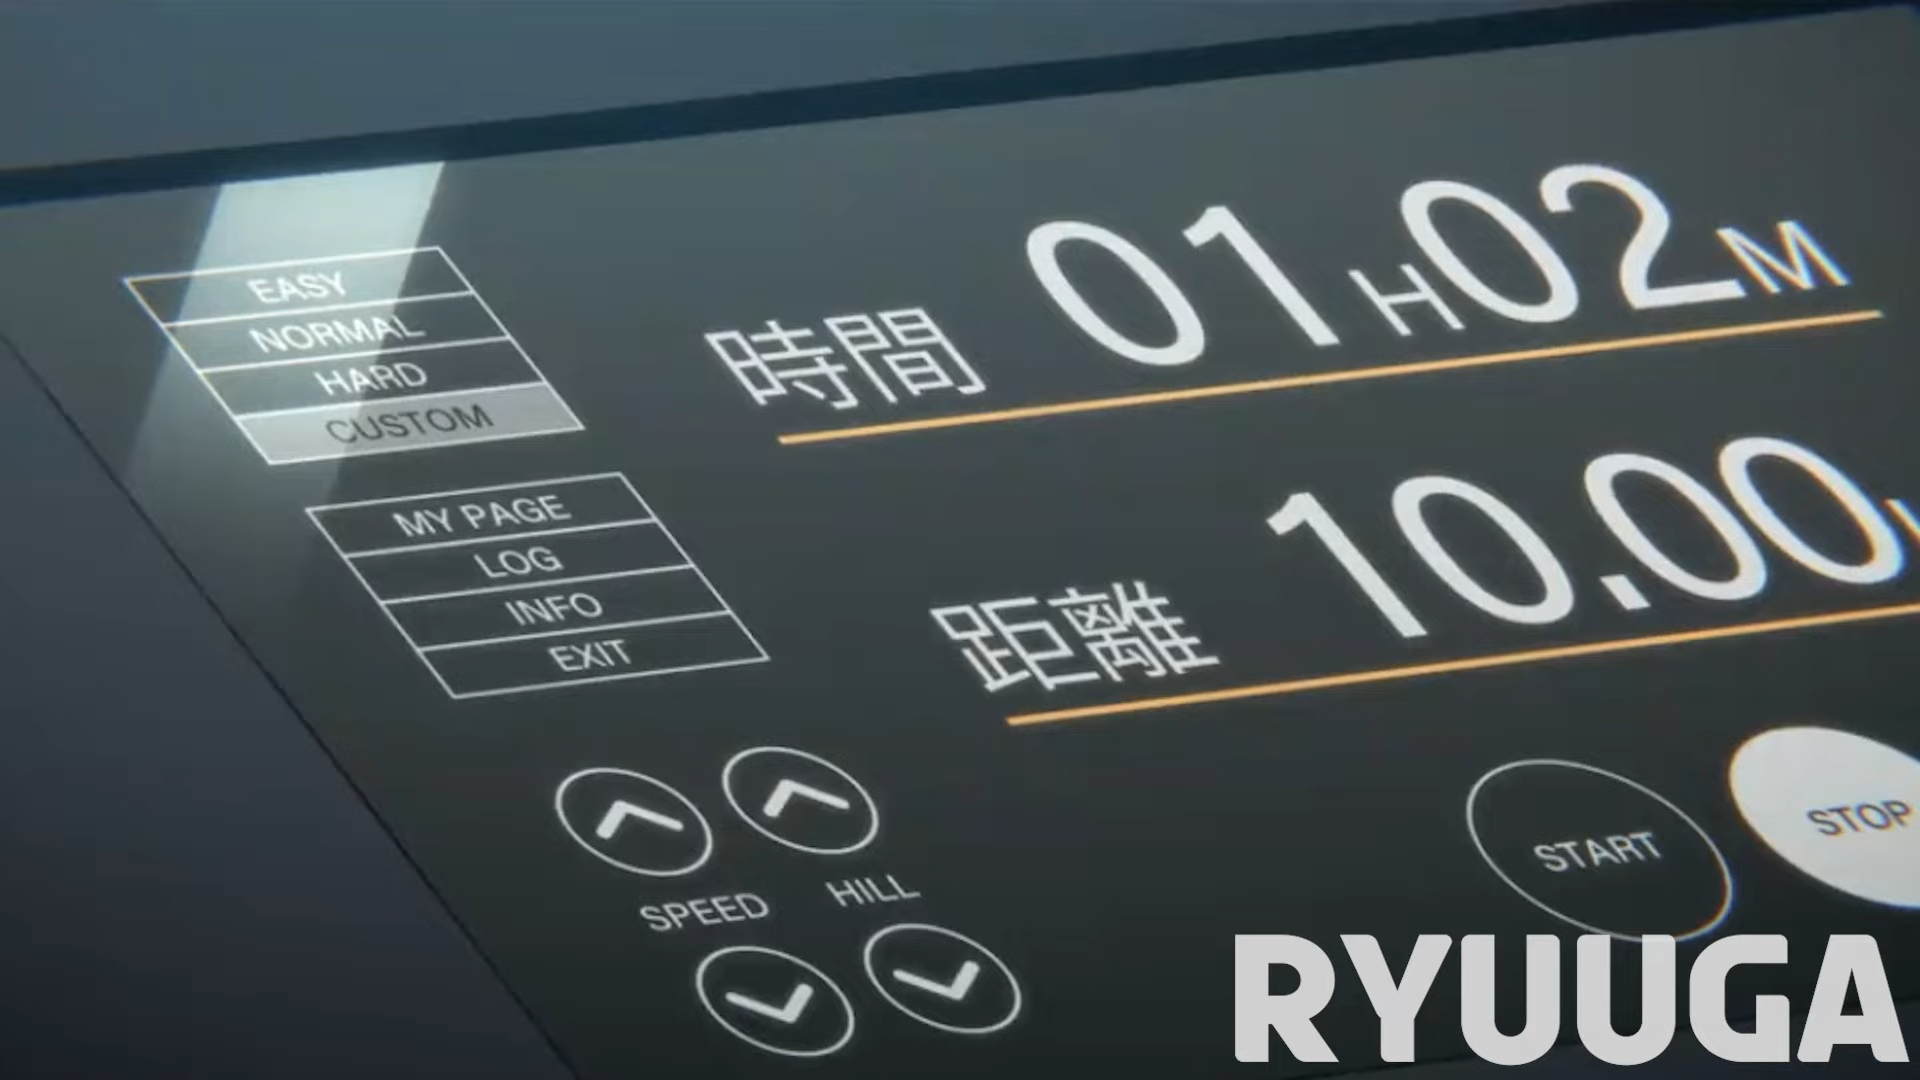 EASY
NORMAL
HARD
CUSTOM
MY PAGE
LOG
INFO
EXIT
時間 01H02M
距離 10.00
SPEED
HILL
START
STOP
RYUUGA